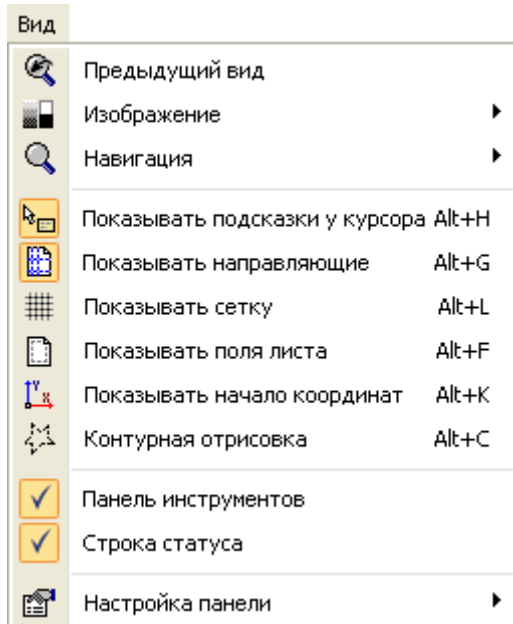 Вид
Предыдущий вид
Изображение
Навигация
Показывать подсказки у курсора Alt+H
Показывать направляющие Alt+G
Показывать сетку Alt+L
Показывать поля листа Alt+F
Показывать начало координат Alt+K
Контурная отрисовка Alt+C
Панель инструментов
Строка статуса
Настройка панели